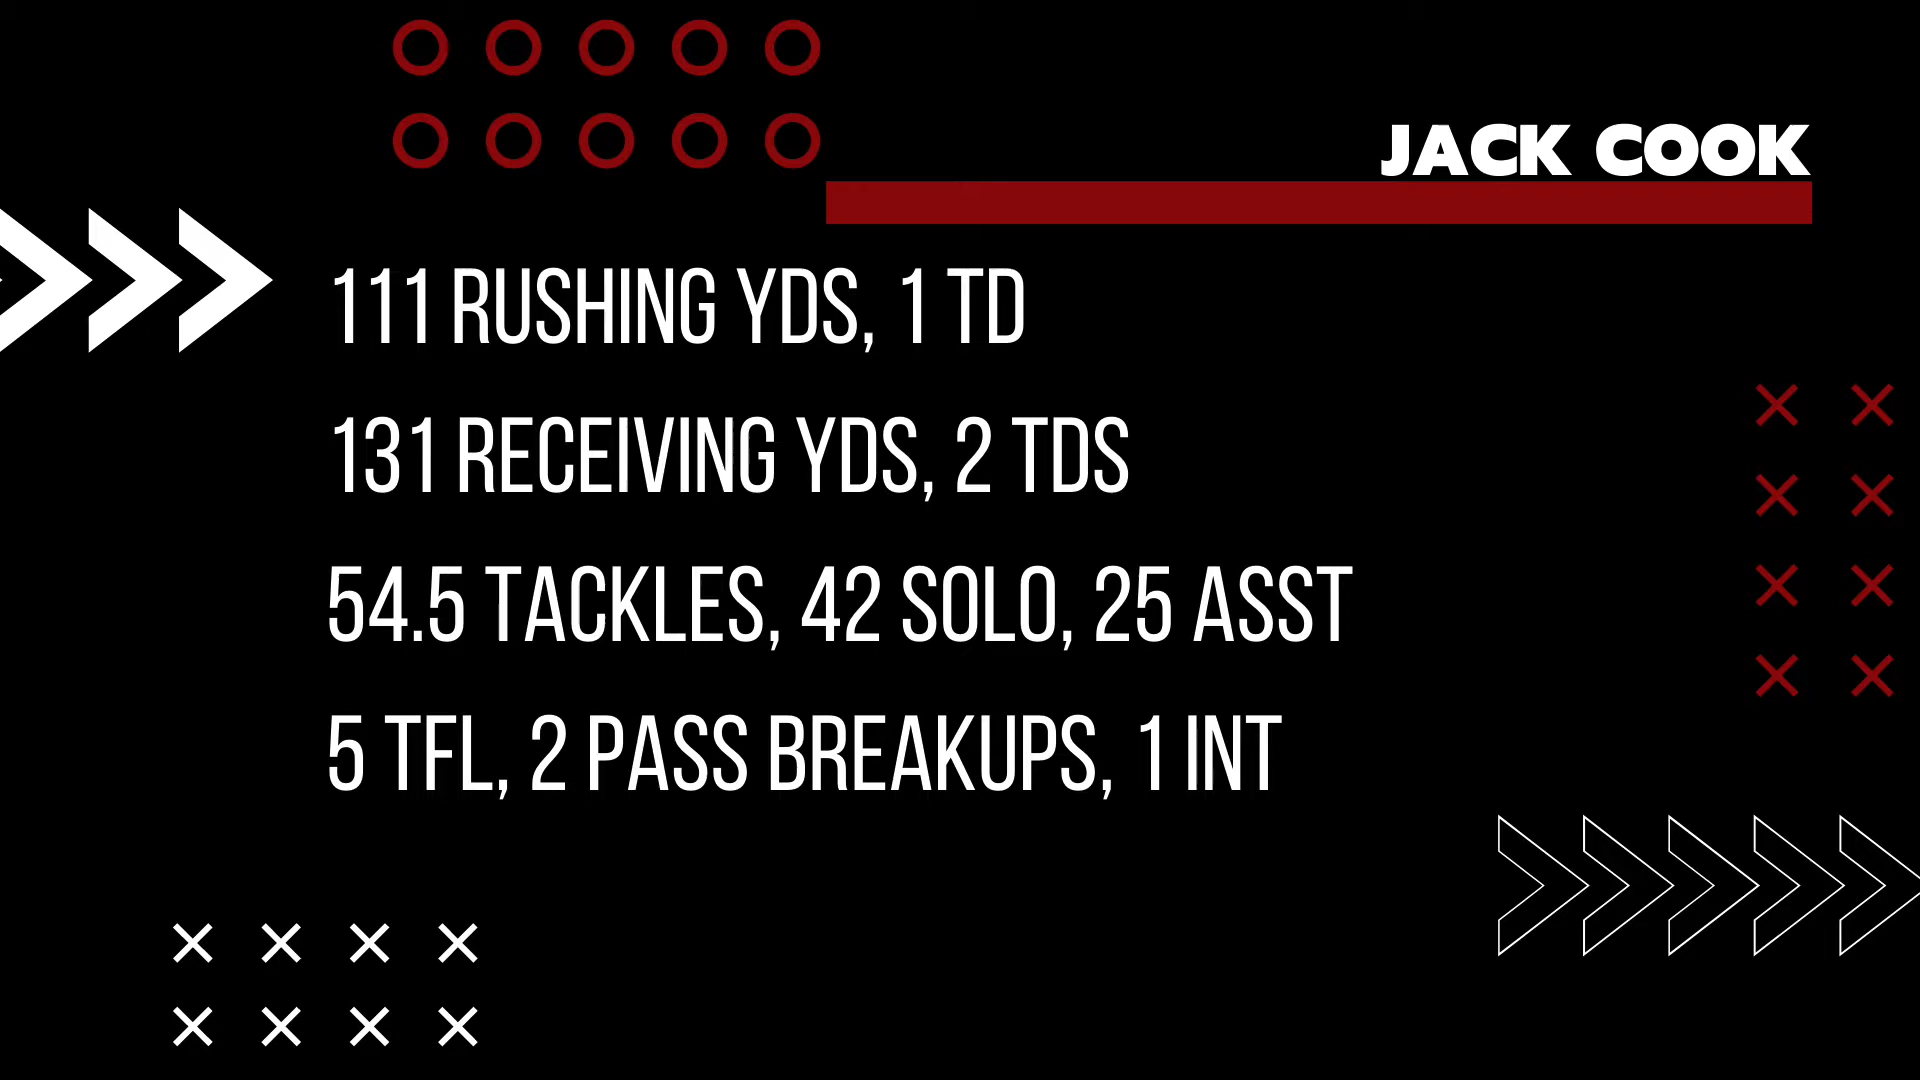 JACK COOK
111 RUSHING YDS, 1 TD
131 RECEIVING YDS, 2 TDS
54.5 TACKLES, 42 SOLO, 25 ASST
5 TFL, 2 PASS BREAKUPS, 1 INT